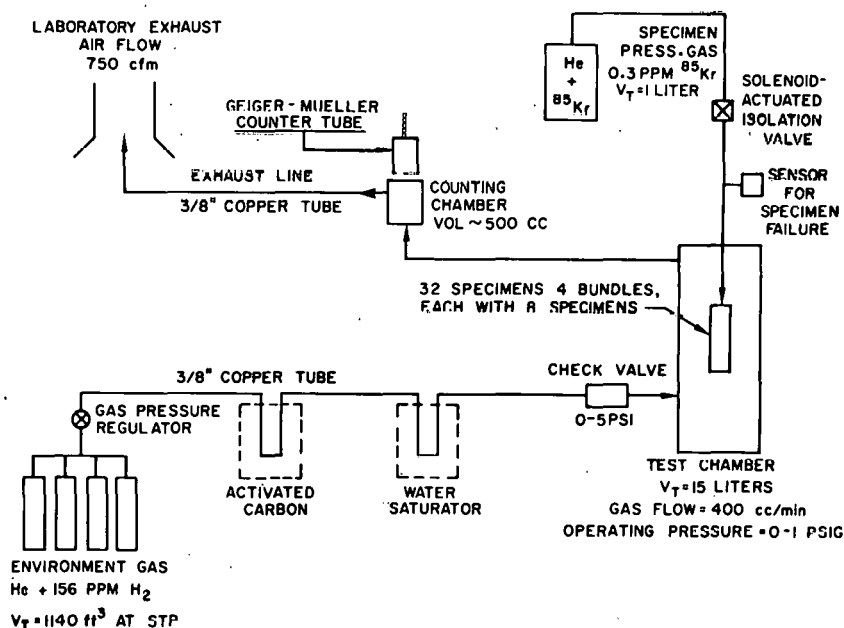 LABORATORY EXHAUST
AIR FLOW
750 cfm
GEIGER-MUELLER
COUNTER TUBE
EXHAUST LINE
3/8" COPPER TUBE
COUNTING
CHAMBER
VOL ~ 500 CC
He
+
85Kr
SPECIMEN
PRESS. GAS
0.3 PPM 85Kr
VT = 1 LITER
SOLENOID-
ACTUATED
ISOLATION
VALVE
SENSOR
FOR
SPECIMEN
FAILURE
32 SPECIMENS 4 BUNDLES,
EACH WITH 8 SPECIMENS
3/8" COPPER TUBE
CHECK VALVE
0-5 PSI
GAS PRESSURE
REGULATOR
ACTIVATED
CARBON
WATER
SATURATOR
TEST CHAMBER
VT = 15 LITERS
GAS FLOW = 400 cc/min
OPERATING PRESSURE = 0-1 PSIG
ENVIRONMENT GAS
He + 156 PPM H2
VT = 1140 ft3 AT STP